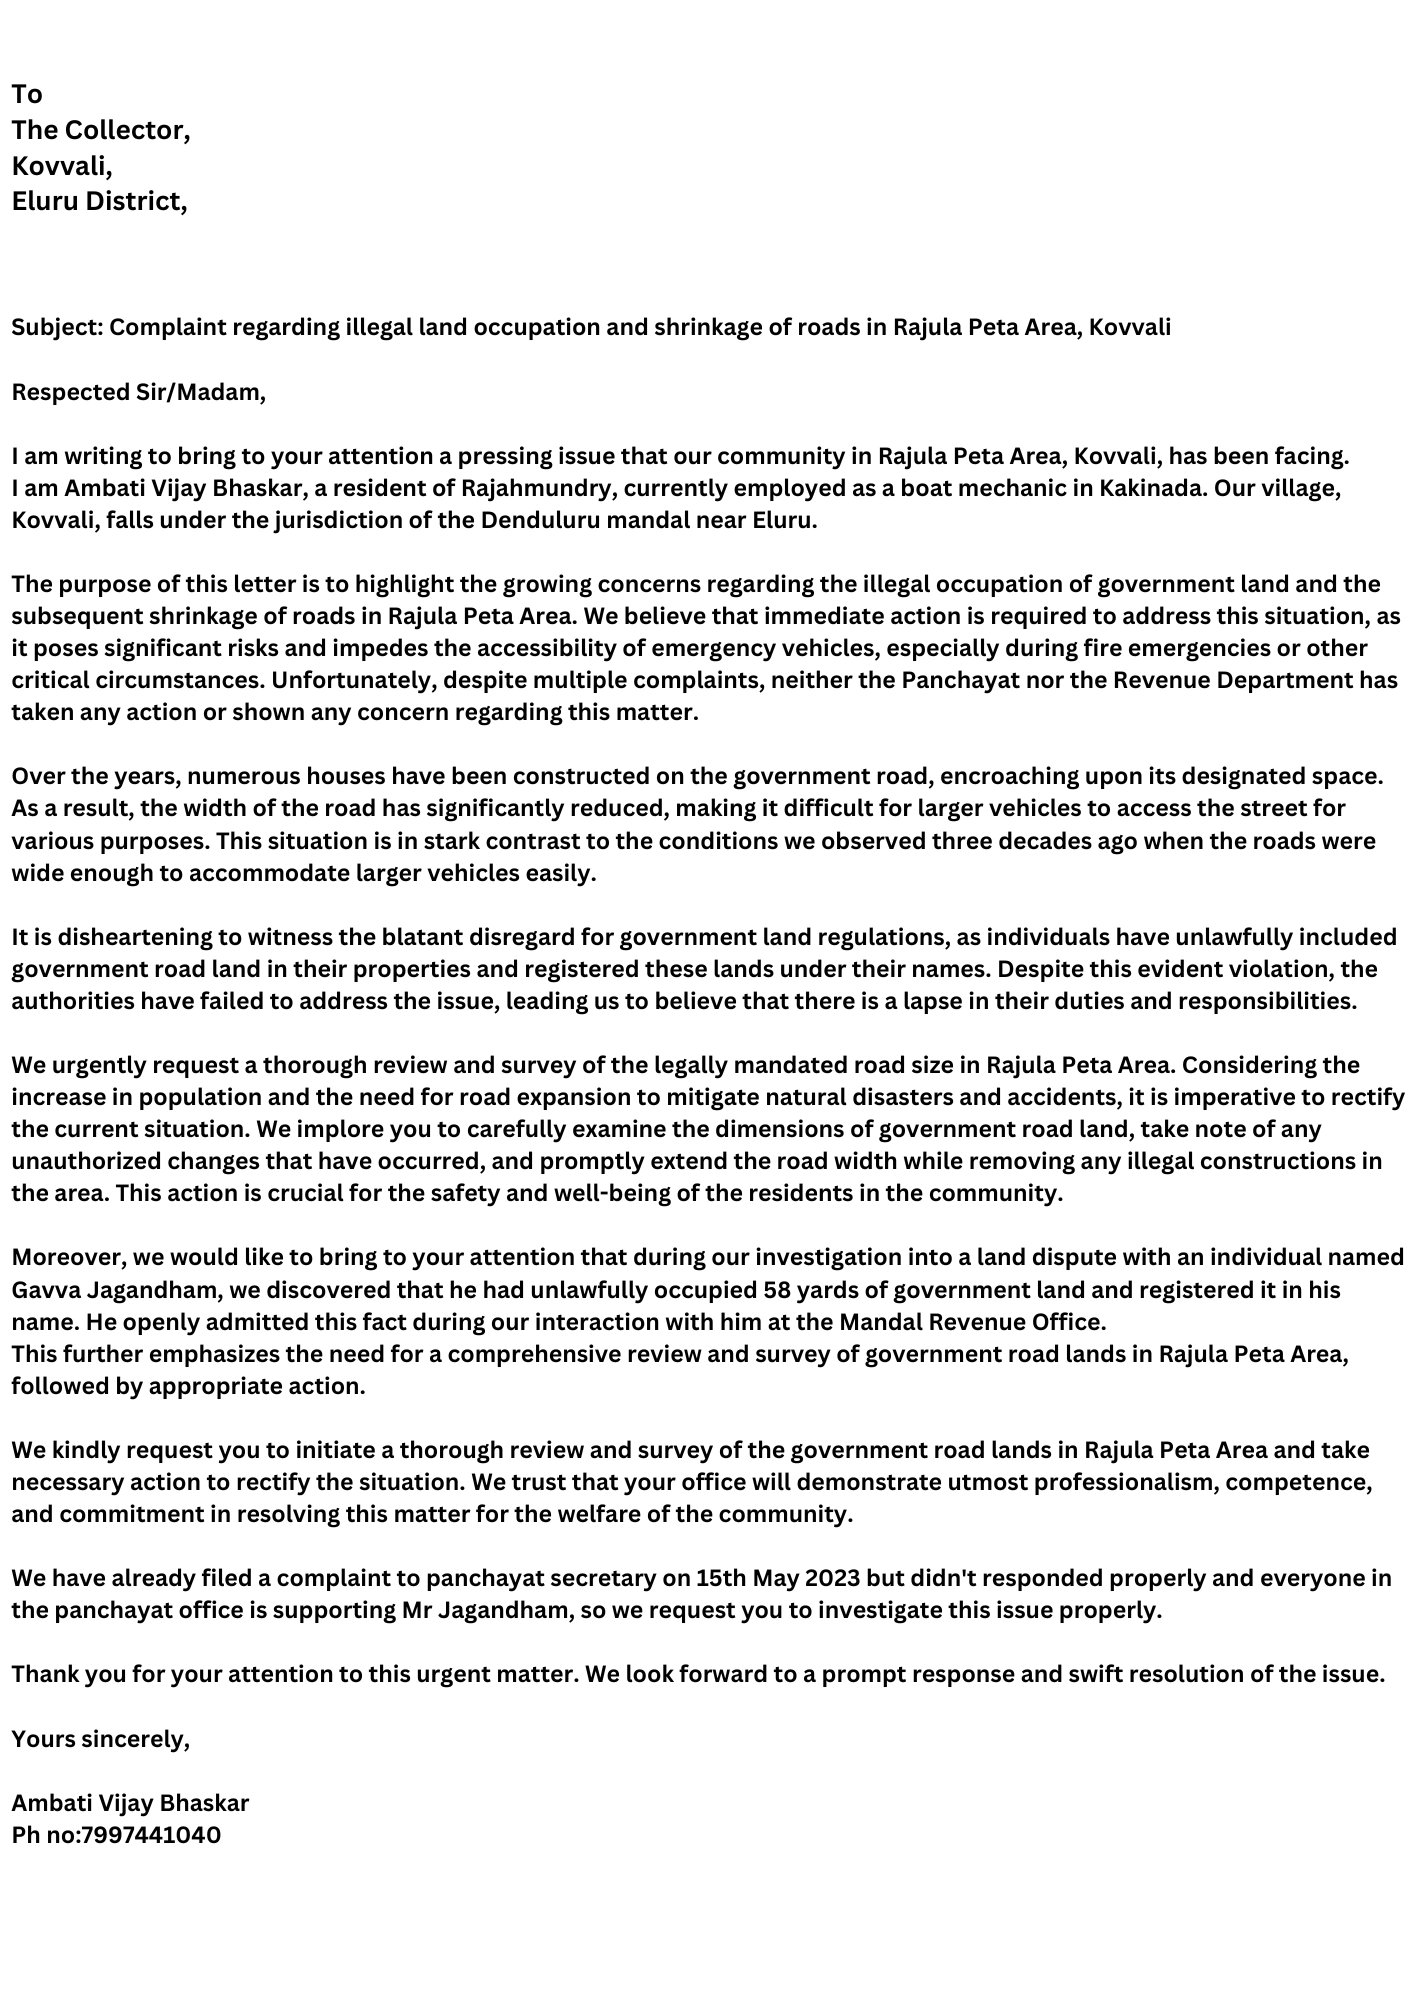 To
The Collector,
Kovvali,
Eluru District,
Subject: Complaint regarding illegal land occupation and shrinkage of roads in Rajula Peta Area, Kovvali
Respected Sir/Madam,
I am writing to bring to your attention a pressing issue that our community in Rajula Peta Area, Kovvali, has been facing.
I am Ambati Vijay Bhaskar, a resident of Rajahmundry, currently employed as a boat mechanic in Kakinada. Our village,
Kovvali, falls under the jurisdiction of the Denduluru mandal near Eluru.
The purpose of this letter is to highlight the growing concerns regarding the illegal occupation of government land and the
subsequent shrinkage of roads in Rajula Peta Area. We believe that immediate action is required to address this situation, as
it poses significant risks and impedes the accessibility of emergency vehicles, especially during fire emergencies or other
critical circumstances. Unfortunately, despite multiple complaints, neither the Panchayat nor the Revenue Department has
taken any action or shown any concern regarding this matter.
Over the years, numerous houses have been constructed on the government road, encroaching upon its designated space.
As a result, the width of the road has significantly reduced, making it difficult for larger vehicles to access the street for
various purposes. This situation is in stark contrast to the conditions we observed three decades ago when the roads were
wide enough to accommodate larger vehicles easily.
It is disheartening to witness the blatant disregard for government land regulations, as individuals have unlawfully included
government road land in their properties and registered these lands under their names. Despite this evident violation, the
authorities have failed to address the issue, leading us to believe that there is a lapse in their duties and responsibilities.
We urgently request a thorough review and survey of the legally mandated road size in Rajula Peta Area. Considering the
increase in population and the need for road expansion to mitigate natural disasters and accidents, it is imperative to rectify
the current situation. We implore you to carefully examine the dimensions of government road land, take note of any
unauthorized changes that have occurred, and promptly extend the road width while removing any illegal constructions in
the area. This action is crucial for the safety and well-being of the residents in the community.
Moreover, we would like to bring to your attention that during our investigation into a land dispute with an individual named
Gavva Jagandham, we discovered that he had unlawfully occupied 58 yards of government land and registered it in his
name. He openly admitted this fact during our interaction with him at the Mandal Revenue Office.
This further emphasizes the need for a comprehensive review and survey of government road lands in Rajula Peta Area,
followed by appropriate action.
We kindly request you to initiate a thorough review and survey of the government road lands in Rajula Peta Area and take
necessary action to rectify the situation. We trust that your office will demonstrate utmost professionalism, competence,
and commitment in resolving this matter for the welfare of the community.
We have already filed a complaint to panchayat secretary on 15th May 2023 but didn't responded properly and everyone in
the panchayat office is supporting Mr Jagandham, so we request you to investigate this issue properly.
Thank you for your attention to this urgent matter. We look forward to a prompt response and swift resolution of the issue.
Yours sincerely,
Ambati Vijay Bhaskar
Ph no:7997441040